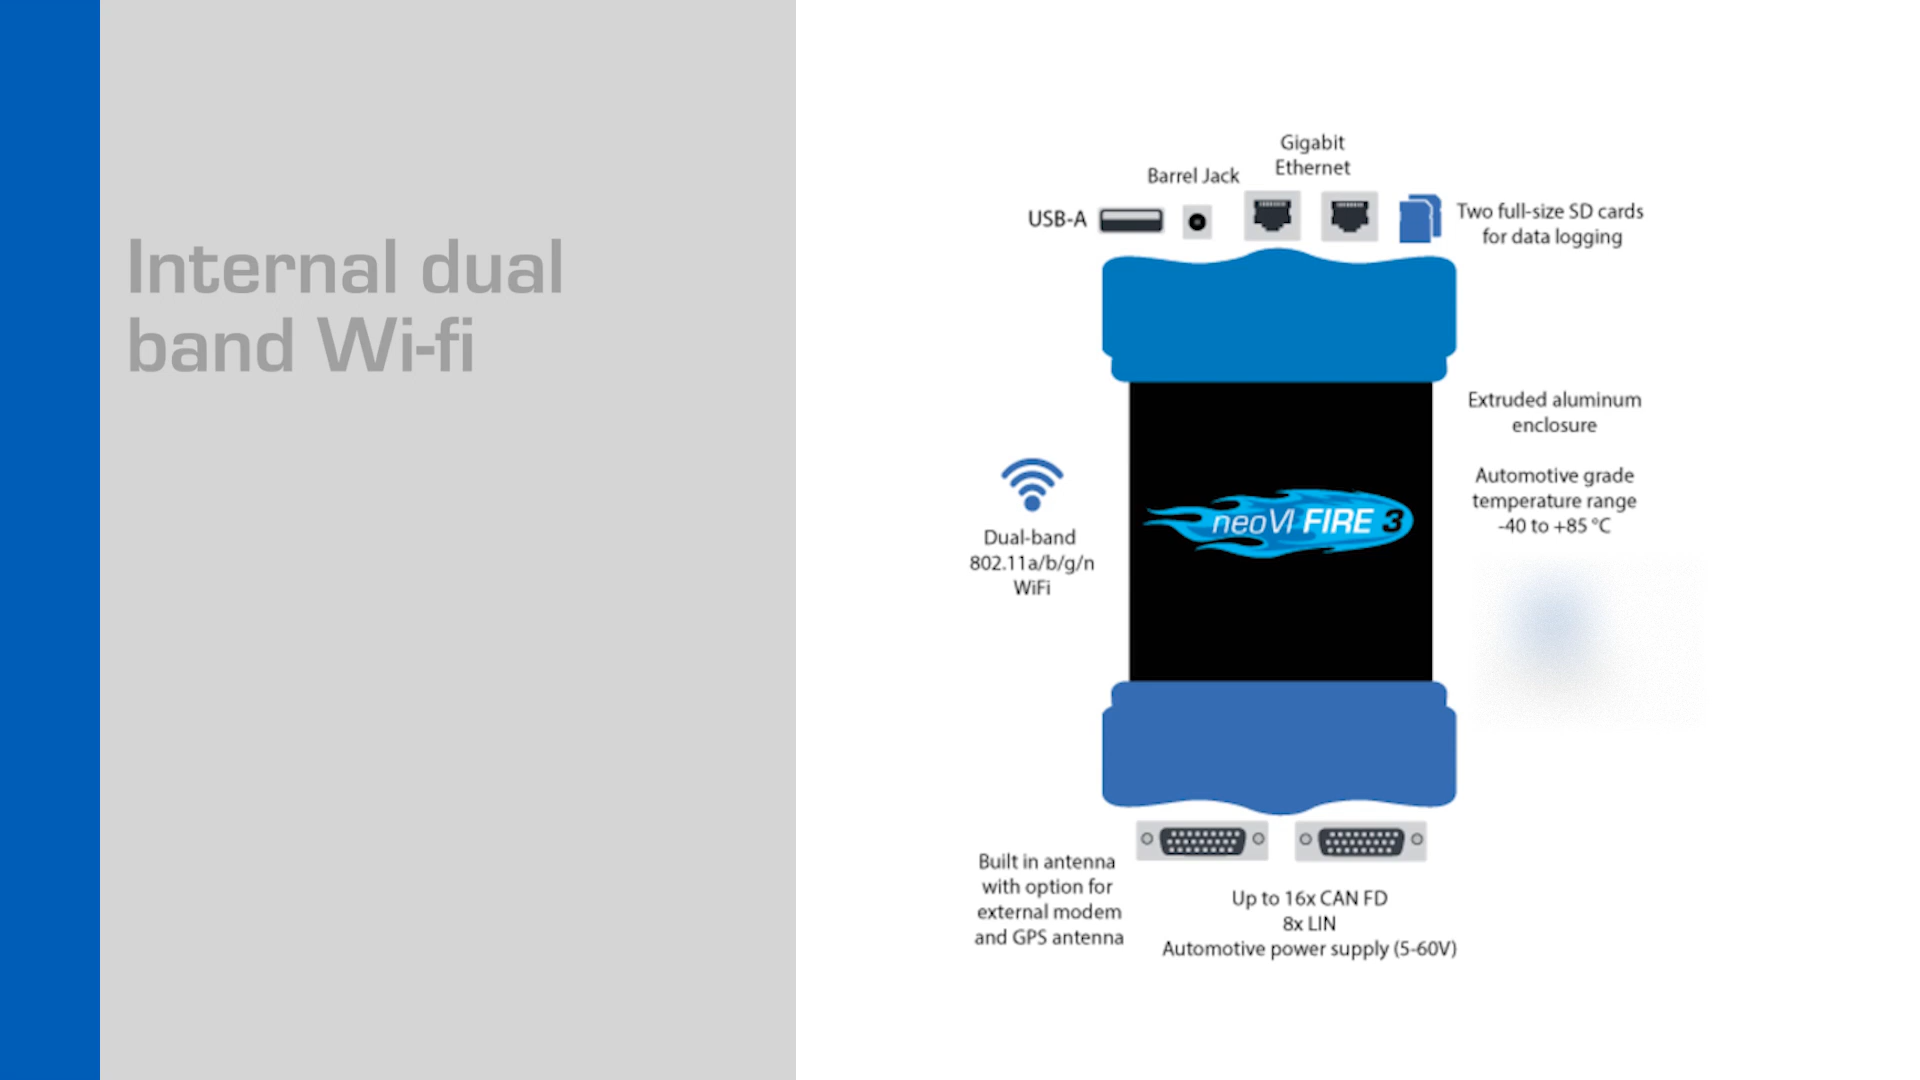 Internal dual
band Wi-fi
Gigabit
Ethernet
Barrel Jack
USB-A
Two full-size SD cards
for data logging
Extruded aluminum
enclosure
Automotive grade
temperature range
-40 to +85 °C
neoVI FIRE 3
Dual-band
802.11a/b/g/n
WiFi
Built in antenna
with option for
external modem
and GPS antenna
Up to 16x CAN FD
8x LIN
Automotive power supply (5-60V)